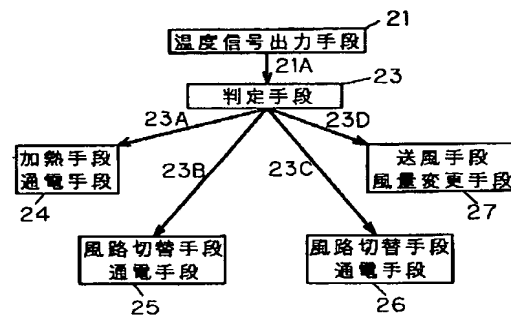 21
温度信号出力手段
21A
23
判定手段
23A
23B
23C
23D
加熱手段
通電手段
24
送風手段
風量変更手段
27
風路切替手段
通電手段
25
風路切替手段
通電手段
26